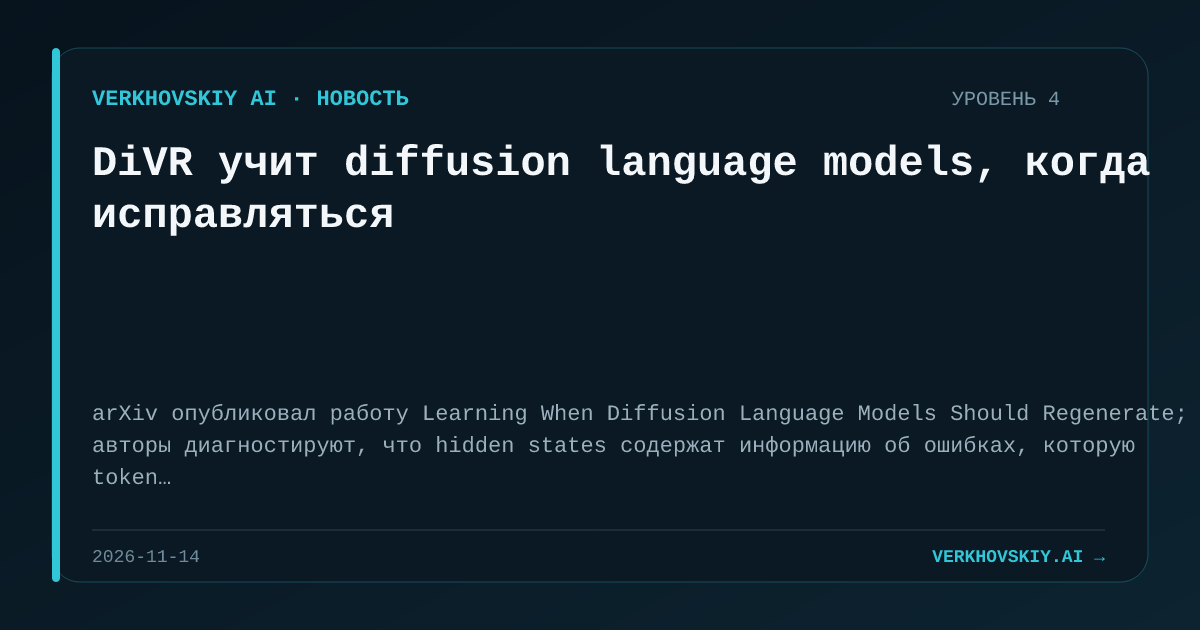 VERKHOVSKIY AI · НОВОСТЬ
УРОВЕНЬ 4
DiVR учит diffusion language models, когда
исправляться
arXiv опубликовал работу Learning When Diffusion Language Models Should Regenerate;
авторы диагностируют, что hidden states содержат информацию об ошибках, которую
token…
2026-11-14
VERKHOVSKIY.AI →